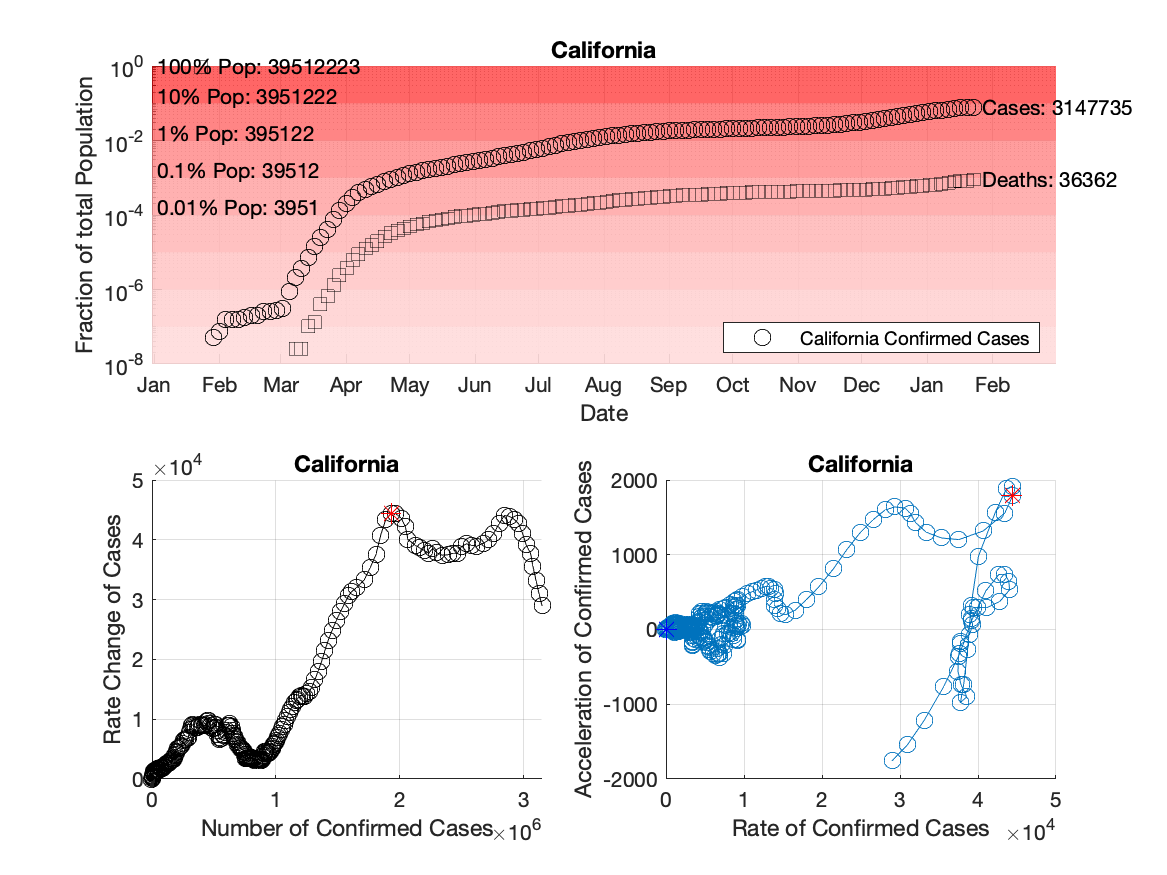 California
10^0
10^-2
10^-4
10^-6
10^-8
Fraction of total Population
100% Pop: 39512223
10% Pop: 3951222
1% Pop: 395122
0.1% Pop: 39512
0.01% Pop: 3951
Cases: 3147735
Deaths: 36362
California Confirmed Cases
Jan Feb Mar Apr May Jun Jul Aug Sep Oct Nov Dec Jan Feb
Date
California
×10^4
5
4
3
2
1
0
Rate Change of Cases
0 1 2 3
Number of Confirmed Cases ×10^6
California
2000
1000
0
-1000
-2000
Acceleration of Confirmed Cases
0 1 2 3 4 5
Rate of Confirmed Cases ×10^4